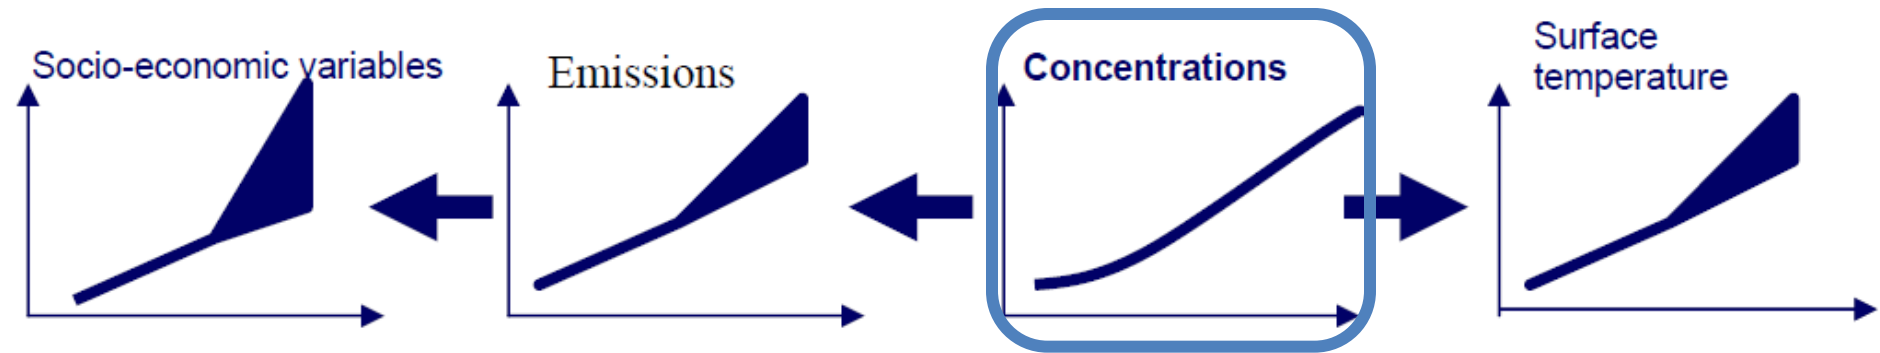 Socio-economic variables
Emissions
Concentrations
Surface
temperature